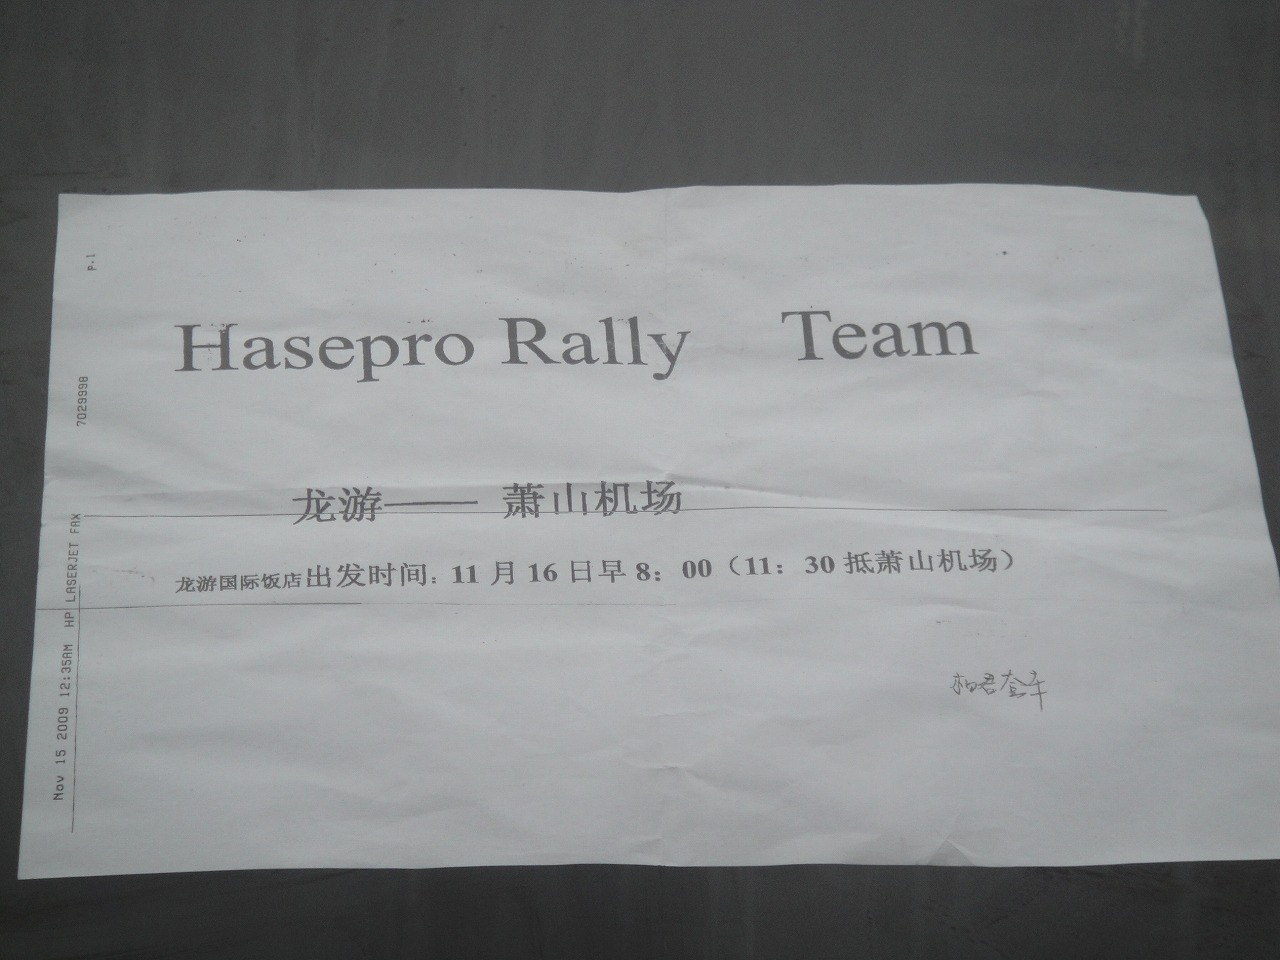 Hasepro Rally Team
龙游—— 萧山机场
龙游国际饭店出发时间：11月16日早8：00（11：30抵萧山机场）
Nov 15 2009 12:35AM HP LASERJET FAX 7029998 p.1